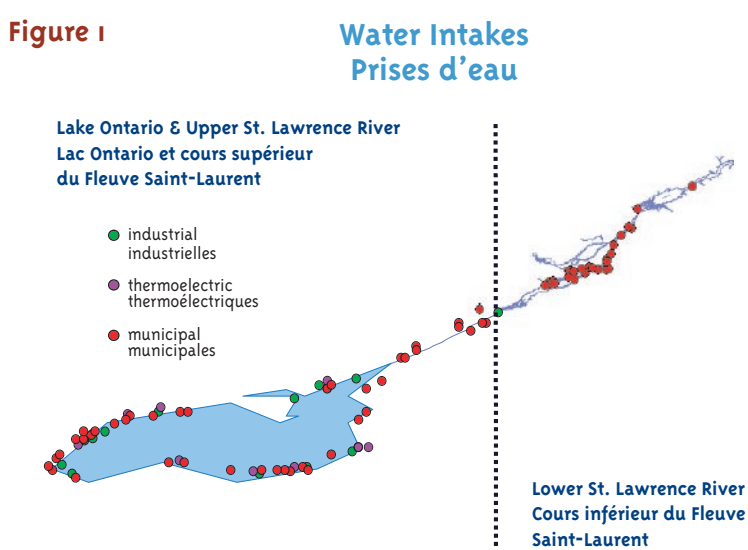 Figure 1
Water Intakes
Prises d'eau
Lake Ontario & Upper St. Lawrence River
Lac Ontario et cours supérieur
du Fleuve Saint-Laurent
industrial
industrielles
thermoelectric
thermoélectriques
municipal
municipales
Lower St. Lawrence River
Cours inférieur du Fleuve
Saint-Laurent